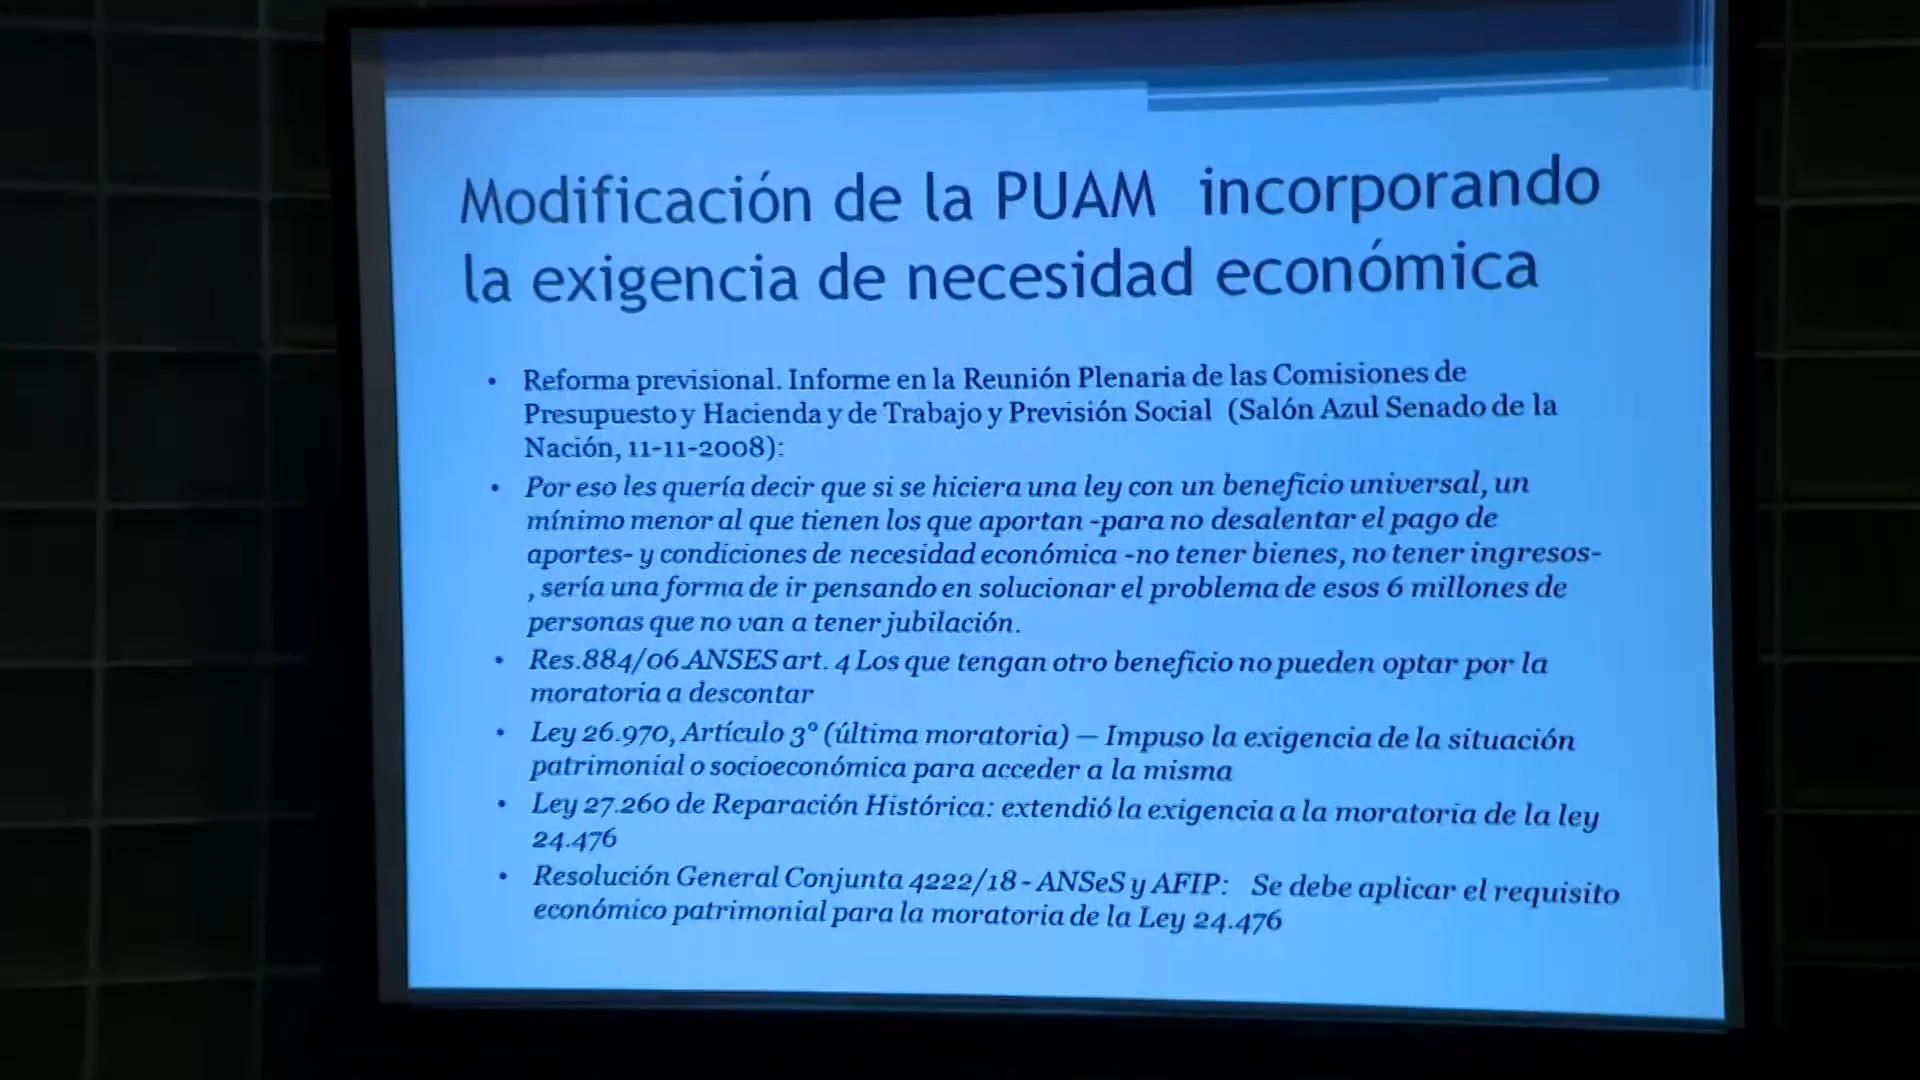 Modificación de la PUAM incorporando
la exigencia de necesidad económica
• Reforma previsional. Informe en la Reunión Plenaria de las Comisiones de
Presupuesto y Hacienda y de Trabajo y Previsión Social (Salón Azul Senado de la
Nación, 11-11-2008):
• Por eso les quería decir que si se hiciera una ley con un beneficio universal, un
mínimo menor al que tienen los que aportan -para no desalentar el pago de
aportes- y condiciones de necesidad económica -no tener bienes, no tener ingresos-
, sería una forma de ir pensando en solucionar el problema de esos 6 millones de
personas que no van a tener jubilación.
• Res.884/06 ANSES art. 4 Los que tengan otro beneficio no pueden optar por la
moratoria a descontar
• Ley 26.970, Artículo 3° (última moratoria) — Impuso la exigencia de la situación
patrimonial o socioeconómica para acceder a la misma
• Ley 27.260 de Reparación Histórica: extendió la exigencia a la moratoria de la ley
24.476
• Resolución General Conjunta 4222/18 - ANSeS y AFIP: Se debe aplicar el requisito
económico patrimonial para la moratoria de la Ley 24.476